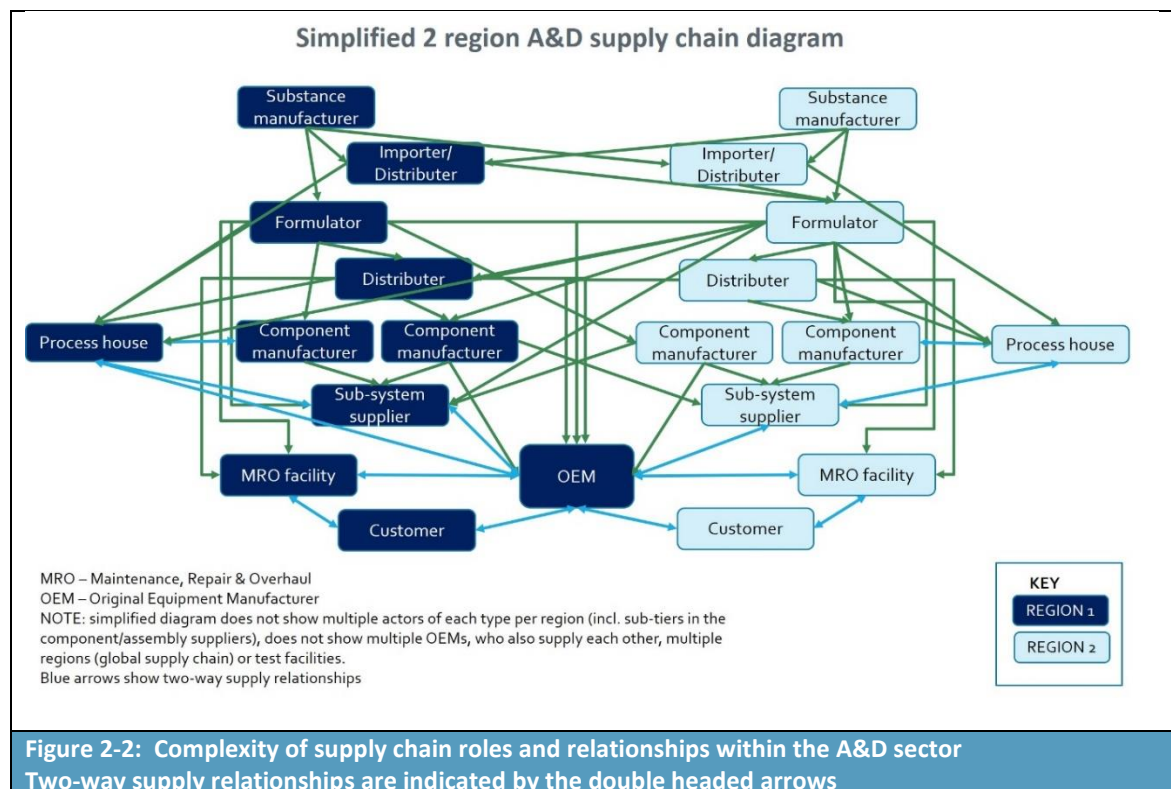 Simplified 2 region A&D supply chain diagram
Substance
manufacturer
Substance
manufacturer
Importer/
Distributer
Importer/
Distributer
Formulator
Formulator
Distributer
Distributer
Process house
Component
manufacturer
Component
manufacturer
Component
manufacturer
Component
manufacturer
Process house
Sub-system
supplier
Sub-system
supplier
MRO facility
OEM
MRO facility
Customer
Customer
MRO – Maintenance, Repair & Overhaul
OEM – Original Equipment Manufacturer
NOTE: simplified diagram does not show multiple actors of each type per region (incl. sub-tiers in the
component/assembly suppliers), does not show multiple OEMs, who also supply each other, multiple
regions (global supply chain) or test facilities.
Blue arrows show two-way supply relationships
KEY
REGION 1
REGION 2
Figure 2-2: Complexity of supply chain roles and relationships within the A&D sector
Two-way supply relationships are indicated by the double headed arrows